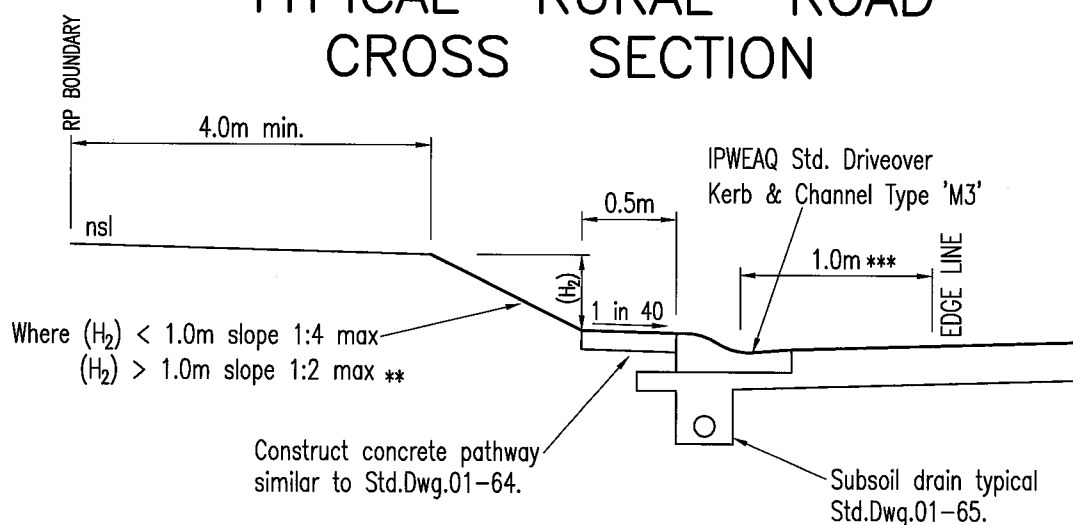 TYPICAL RURAL ROAD
CROSS SECTION
RP BOUNDARY
4.0m min.
IPWEAQ Std. Driveover
Kerb & Channel Type 'M3'
0.5m
nsl
1.0m ***
EDGE LINE
(H₂)
1 in 40
Where (H₂) < 1.0m slope 1:4 max
(H₂) > 1.0m slope 1:2 max **
Construct concrete pathway
similar to Std.Dwg.01-64.
Subsoil drain typical
Std.Dwg.01-65.